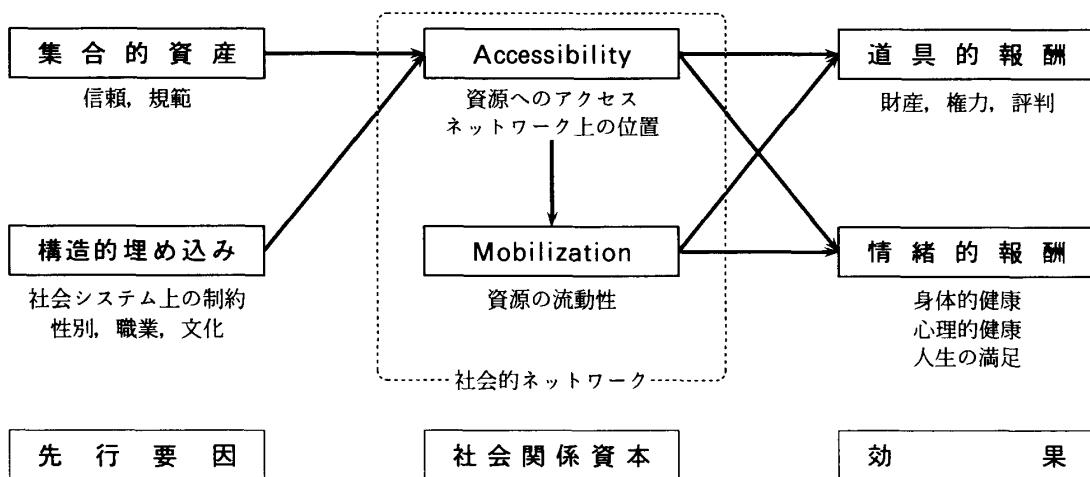 集合的資産
信頼，規範
構造的埋め込み
社会システム上の制約
性別，職業，文化
先行要因
Accessibility
資源へのアクセス
ネットワーク上の位置
Mobilization
資源の流動性
社会的ネットワーク
社会関係資本
道具的報酬
財産，権力，評判
情緒的報酬
身体的健康
心理的健康
人生の満足
効果